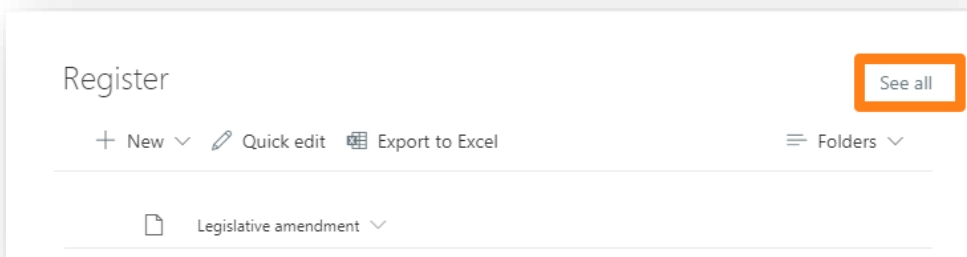 Register
See all
New Quick edit Export to Excel Folders
Legislative amendment